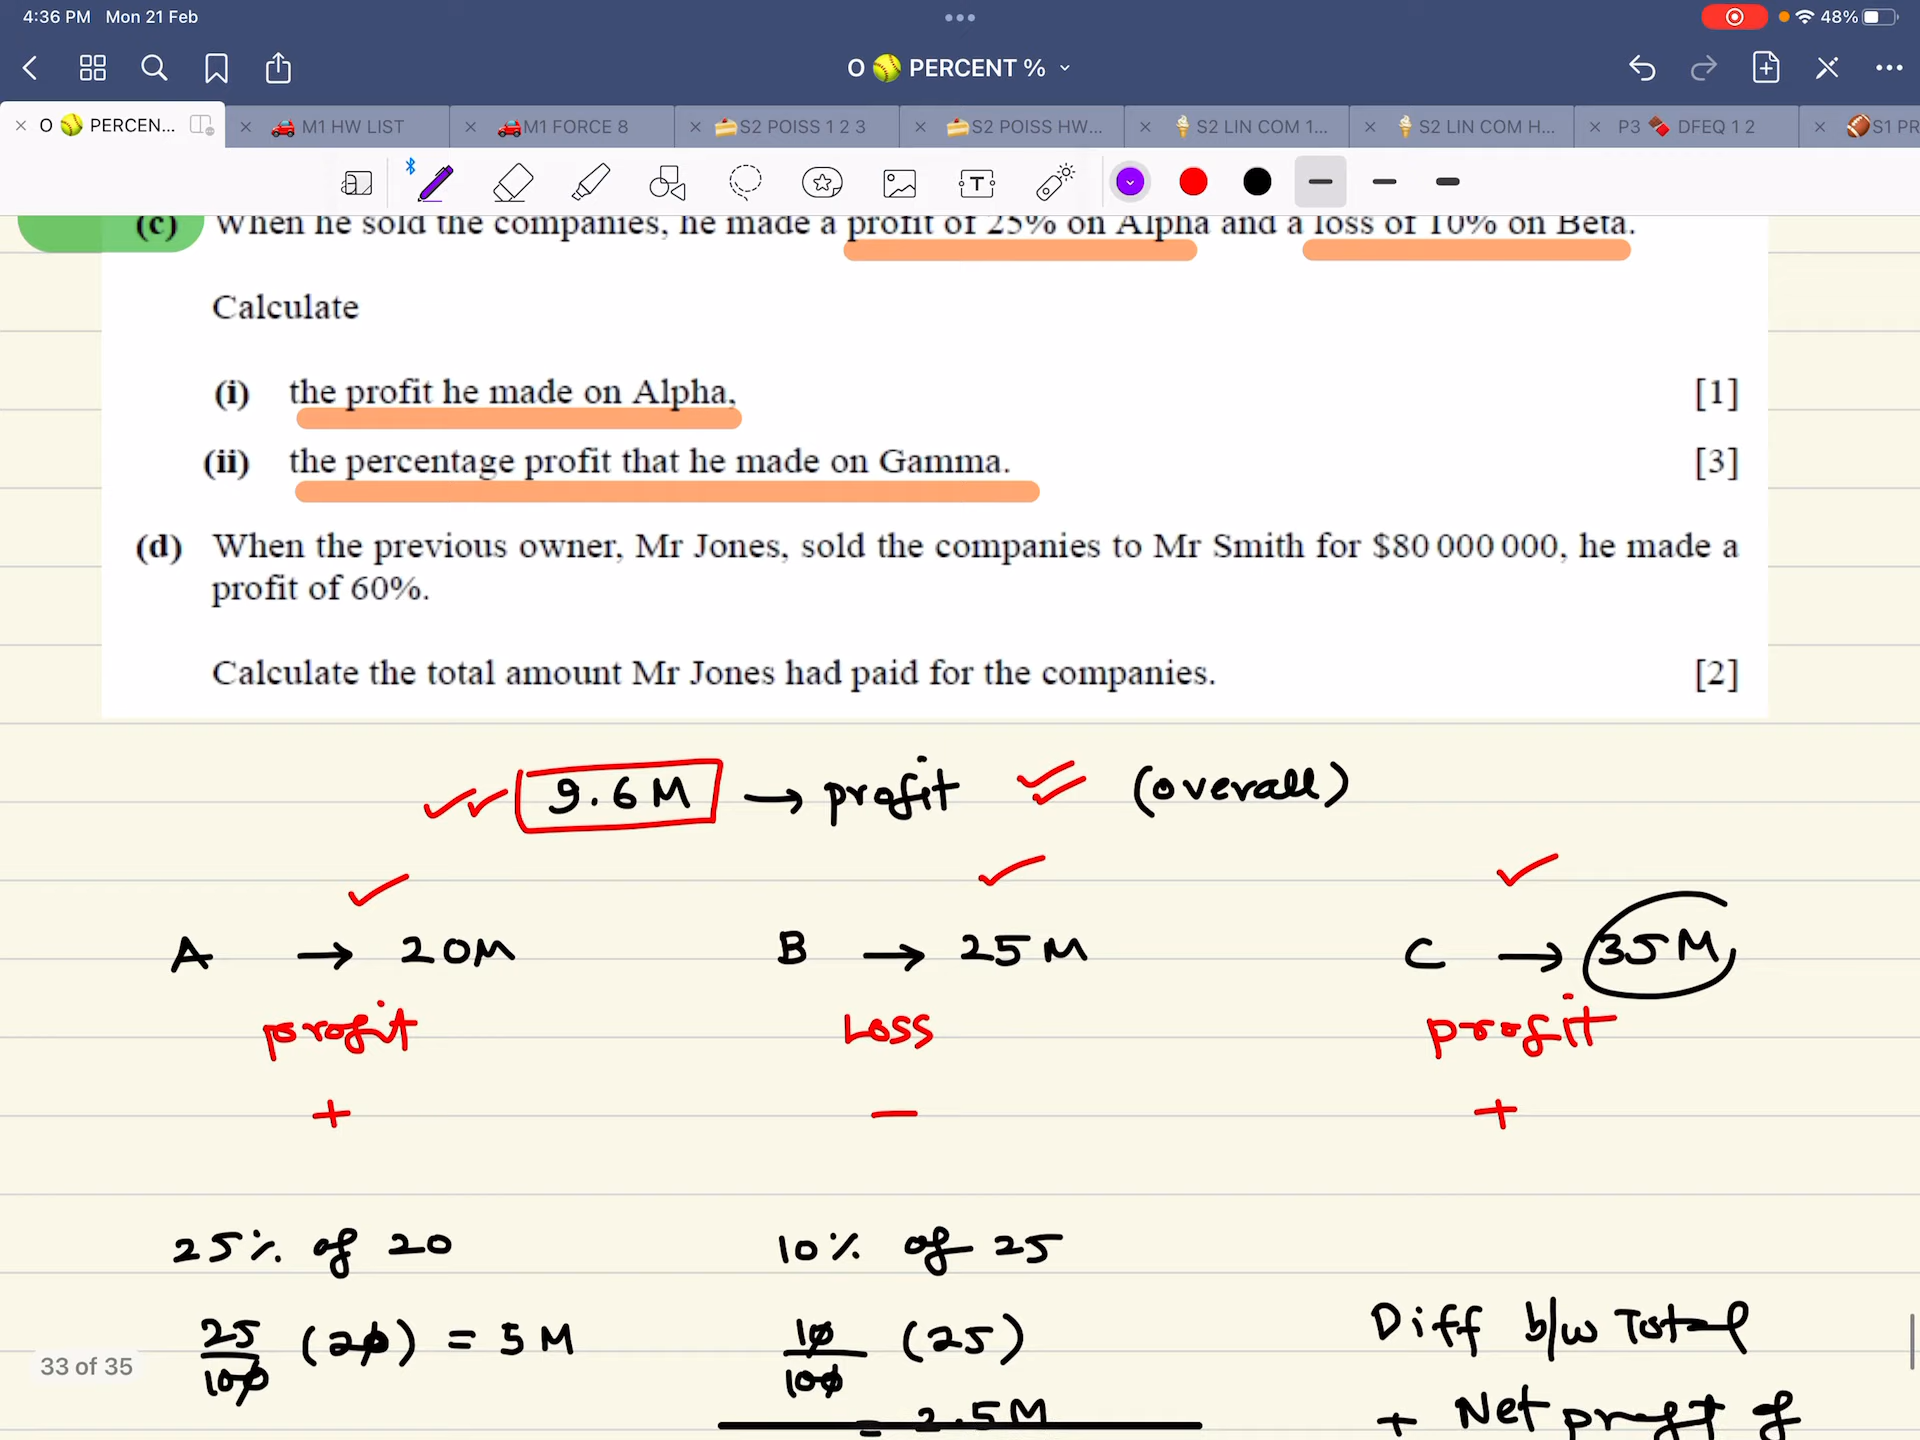 4:36 PM Mon 21 Feb
48%
O 🥎 PERCENT %
O 🥎 PERCEN...
🚗 M1 HW LIST
🚗M1 FORCE 8
🍰S2 POISS 1 2 3
🍰S2 POISS HW...
🍦S2 LIN COM 1...
🍦S2 LIN COM H...
P3 🍫 DFEQ 1 2
🏈S1 PR
(c) When he sold the companies, he made a profit of 25% on Alpha and a loss of 10% on Beta.
Calculate
(i) the profit he made on Alpha, [1]
(ii) the percentage profit that he made on Gamma. [3]
(d) When the previous owner, Mr Jones, sold the companies to Mr Smith for $80 000 000, he made a
profit of 60%.
Calculate the total amount Mr Jones had paid for the companies. [2]
9.6M → profit (overall)
A → 20M B → 25M C → 35M
profit Loss profit
+ − +
25% of 20 10% of 25
25/100 (20) = 5M 10/100 (25) Diff b/w Total
= 2.5M + Net profit of
33 of 35